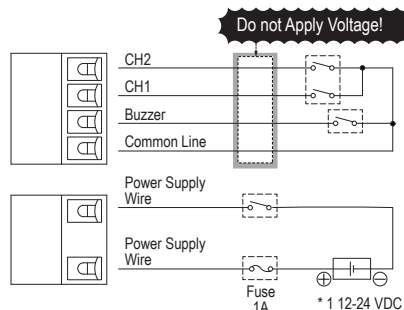 Do not Apply Voltage!
CH2
CH1
Buzzer
Common Line
Power Supply
Wire
Power Supply
Wire
Fuse
1A
* 1 12-24 VDC